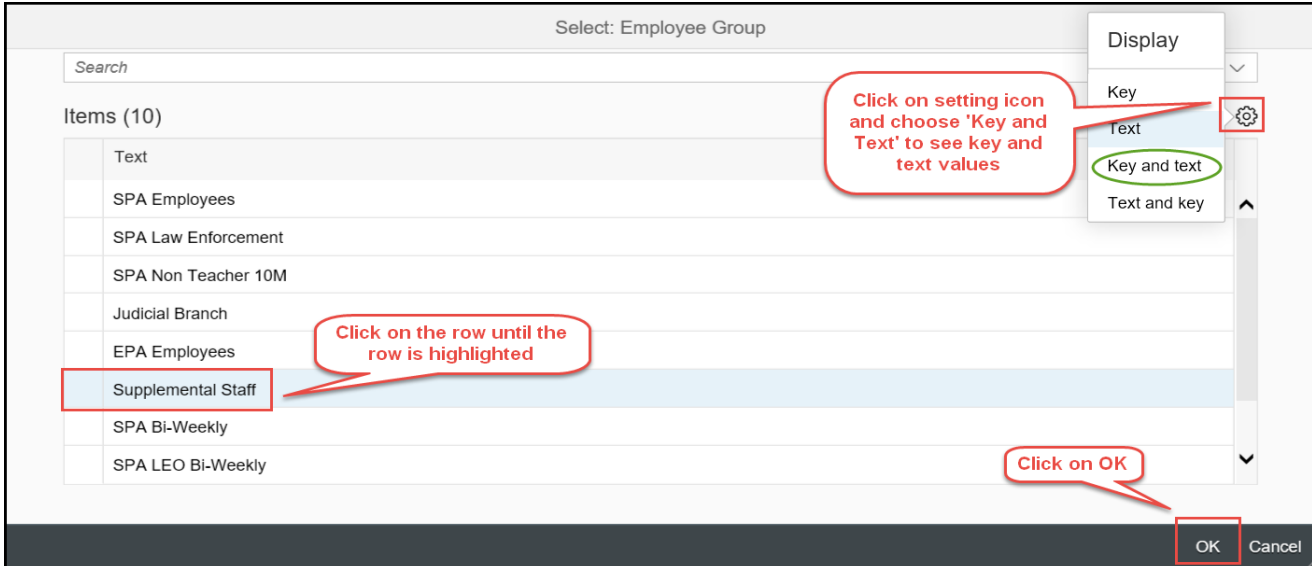 Select: Employee Group
Display
Search
Key
Text
Key and text
Text and key
Click on setting icon
and choose 'Key and
Text' to see key and
text values
Items (10)
Text
SPA Employees
SPA Law Enforcement
SPA Non Teacher 10M
Judicial Branch
EPA Employees
Click on the row until the
row is highlighted
Supplemental Staff
SPA Bi-Weekly
SPA LEO Bi-Weekly
Click on OK
OK Cancel